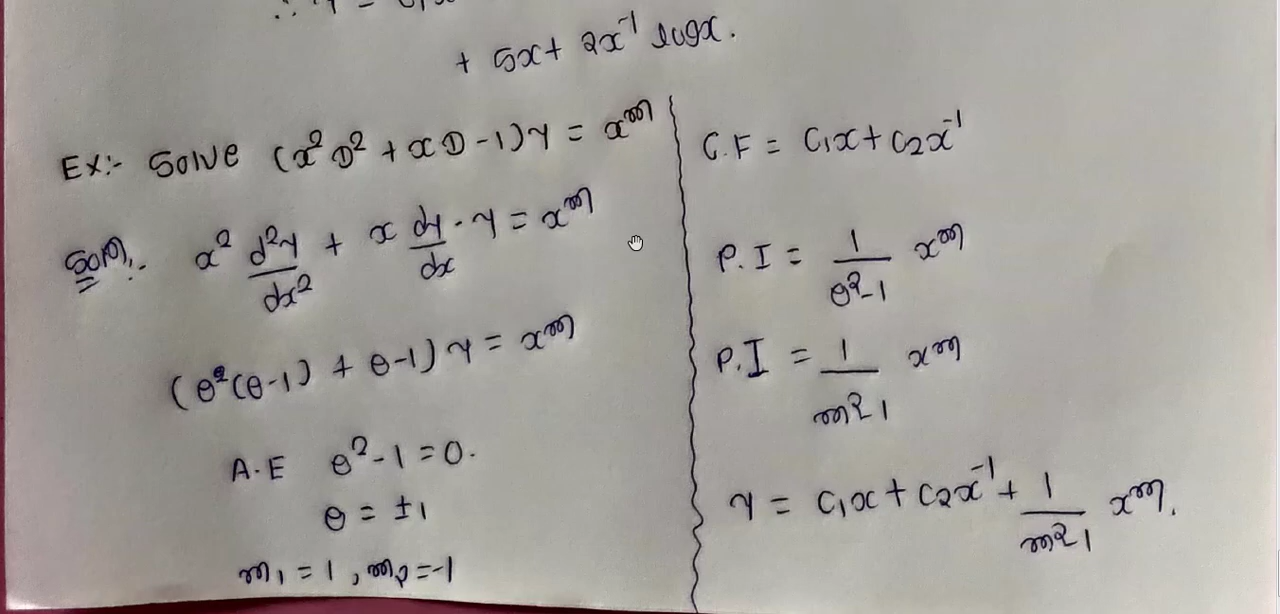 + 5x + 2x⁻¹ logx.
Ex:- Solve (x²D² + xD - 1)y = xᵐ
Soln:- x² d²y/dx² + x dy/dx - y = xᵐ
(θ(θ-1) + θ-1) y = xᵐ
A.E θ² - 1 = 0.
θ = ±1
m₁ = 1, m₂ = -1
C.F = C₁x + C₂x⁻¹
P.I = 1/(θ²-1) xᵐ
P.I = 1/(m²-1) xᵐ
y = C₁x + C₂x⁻¹ + 1/(m²-1) xᵐ.